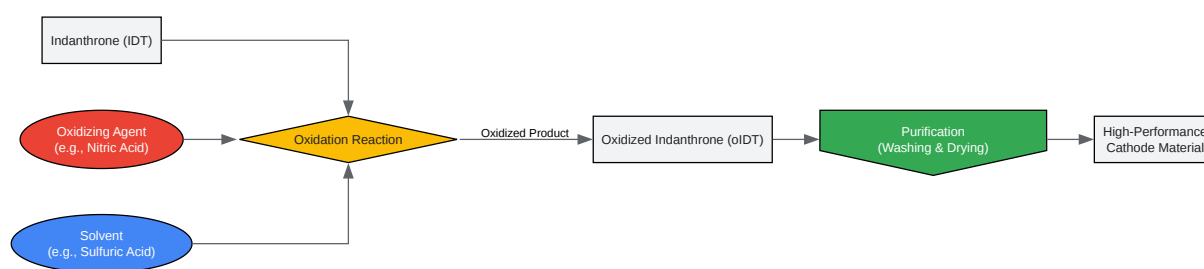 Indanthrone (IDT)
Oxidizing Agent
(e.g., Nitric Acid)
Solvent
(e.g., Sulfuric Acid)
Oxidation Reaction
Oxidized Product
Oxidized Indanthrone (oIDT)
Purification
(Washing & Drying)
High-Performance
Cathode Material